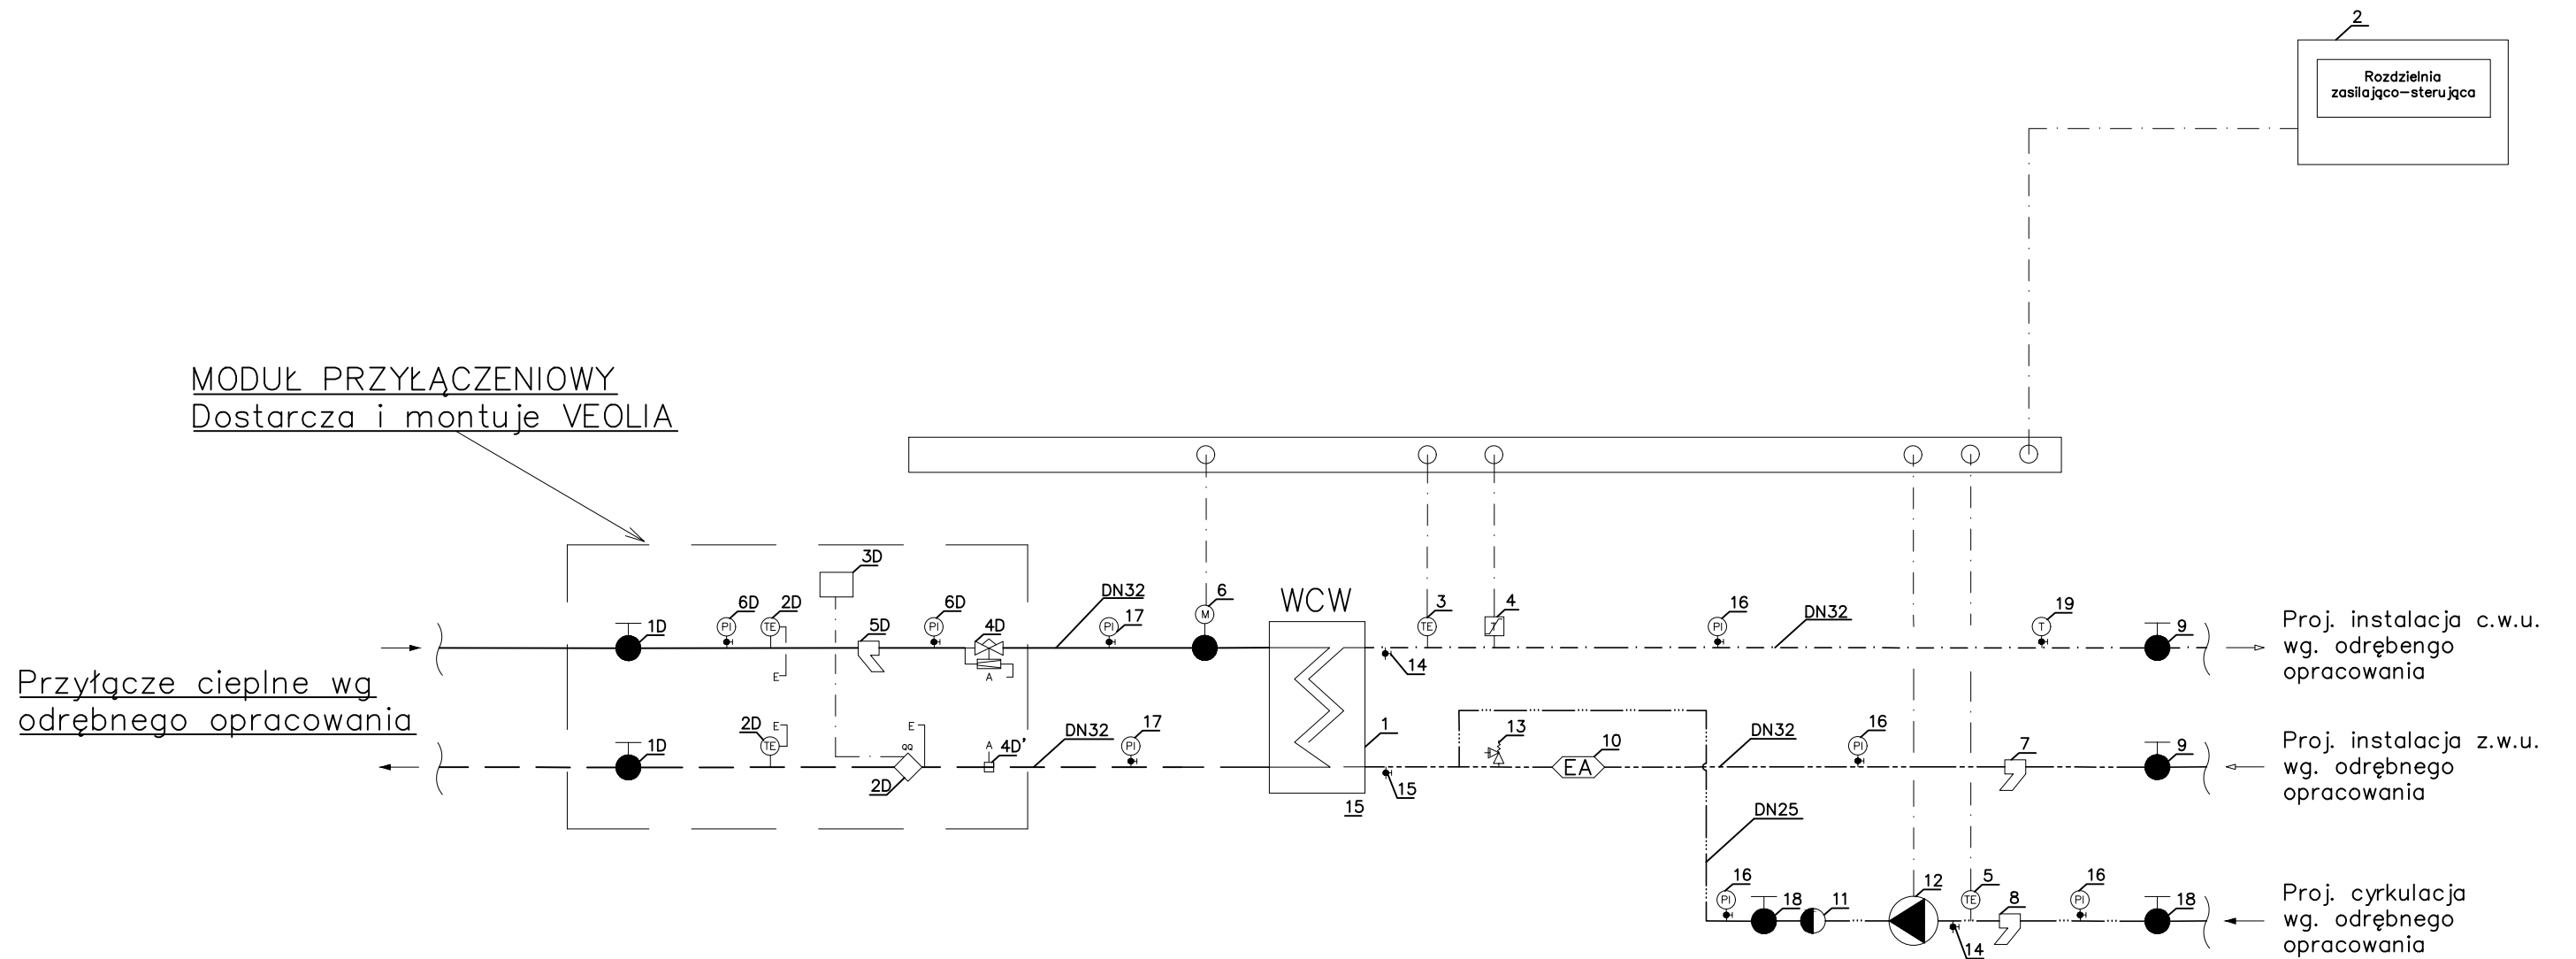 2
Rozdzielnia
zasilająco-sterująca
MODUŁ PRZYŁĄCZENIOWY
Dostarcza i montuje VEOLIA
3D
6D
2D
5D
6D
4D
DN32
17
6
WCW
3
4
16
DN32
19
9
1D
PI
TE
PI
PI
M
TE
T
PI
T
E
A
14
Proj. instalacja c.w.u.
wg. odrębengo
opracowania
Przyłącze cieplne wg
odrębnego opracowania
1D
2D
TE
E
E
QQ
2D
A
4D'
DN32
17
PI
1
15
15
13
10
EA
DN32
16
PI
7
9
Proj. instalacja z.w.u.
wg. odrębnego
opracowania
DN25
16
PI
18
11
12
5
TE
8
14
16
PI
18
Proj. cyrkulacja
wg. odrębnego
opracowania